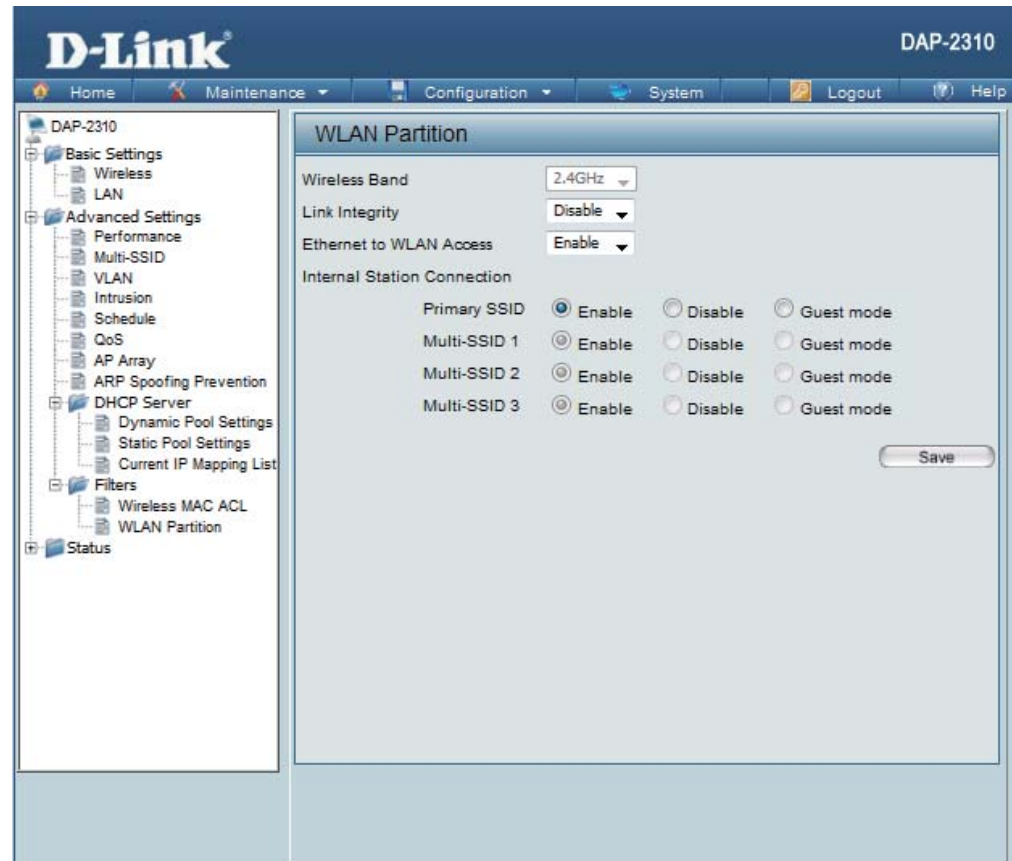 D-Link®
DAP-2310
Home Maintenance Configuration System Logout Help
DAP-2310
Basic Settings
Wireless
LAN
Advanced Settings
Performance
Multi-SSID
VLAN
Intrusion
Schedule
QoS
AP Array
ARP Spoofing Prevention
DHCP Server
Dynamic Pool Settings
Static Pool Settings
Current IP Mapping List
Filters
Wireless MAC ACL
WLAN Partition
Status
WLAN Partition
Wireless Band 2.4GHz
Link Integrity Disable
Ethernet to WLAN Access Enable
Internal Station Connection
Primary SSID Enable Disable Guest mode
Multi-SSID 1 Enable Disable Guest mode
Multi-SSID 2 Enable Disable Guest mode
Multi-SSID 3 Enable Disable Guest mode
Save